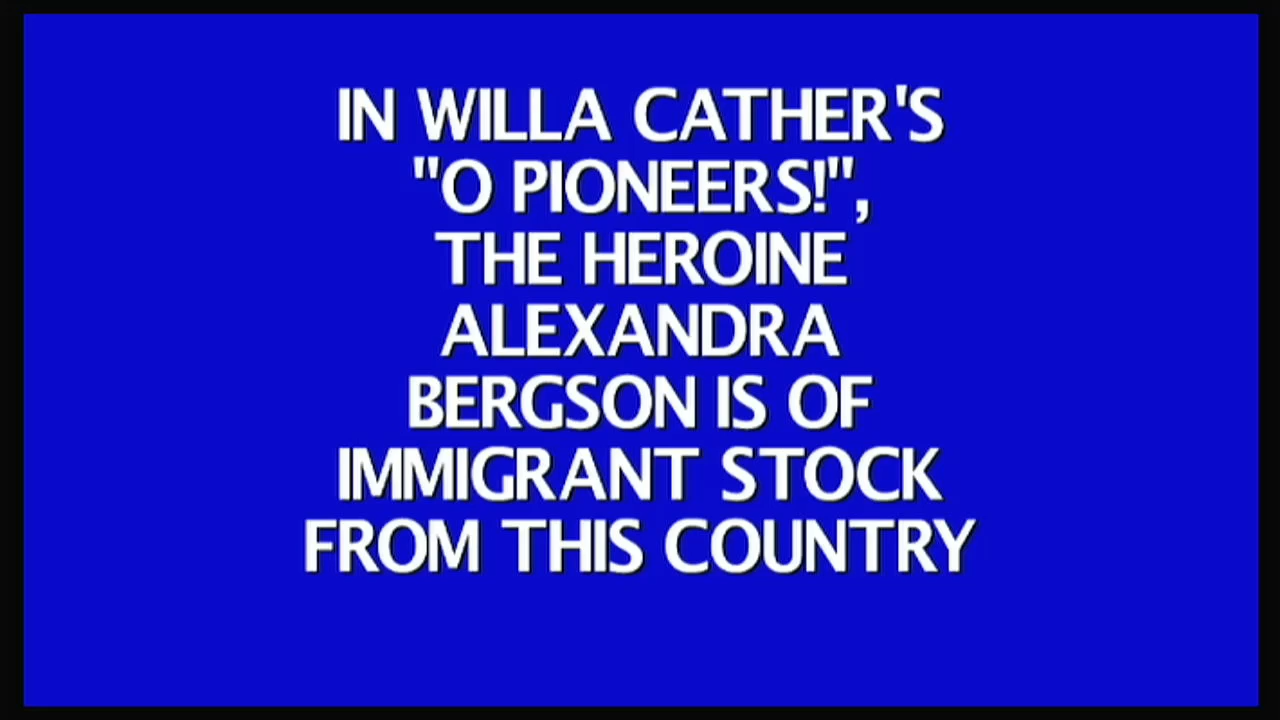 IN WILLA CATHER'S
"O PIONEERS!",
THE HEROINE
ALEXANDRA
BERGSON IS OF
IMMIGRANT STOCK
FROM THIS COUNTRY